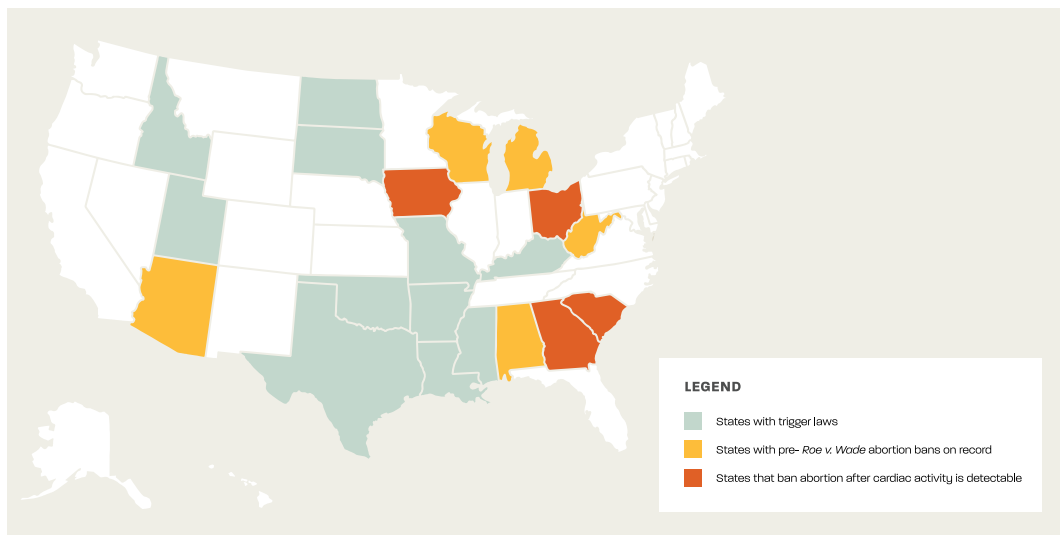 LEGEND
States with trigger laws
States with pre- Roe v. Wade abortion bans on record
States that ban abortion after cardiac activity is detectable